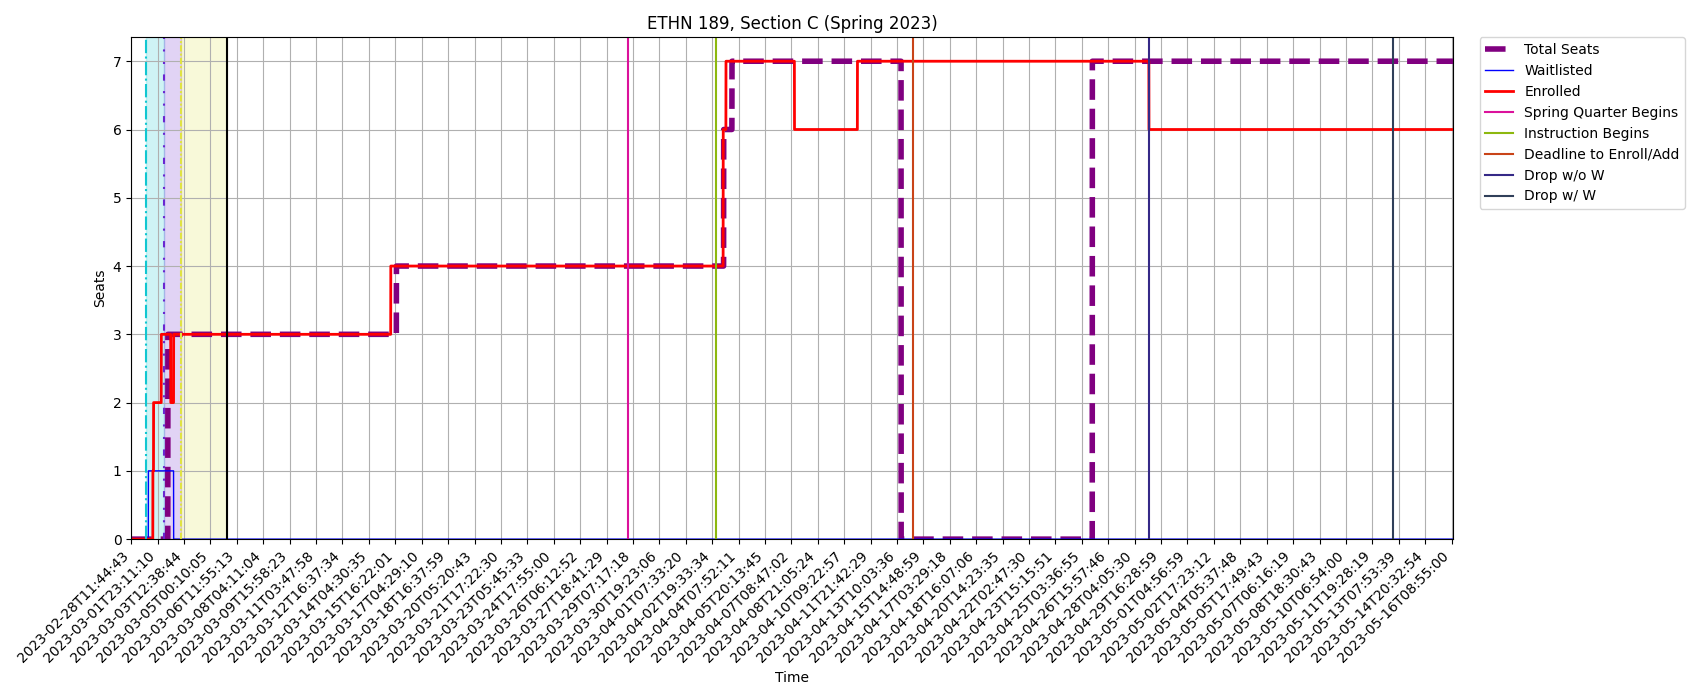 ETHN 189, Section C (Spring 2023)
Seats
7
6
5
4
3
2
1
0
2023-02-28T11:44:43
2023-03-01T23:11:10
2023-03-03T12:38:44
2023-03-05T00:10:05
2023-03-06T11:55:13
2023-03-08T04:11:04
2023-03-09T15:58:23
2023-03-11T03:47:58
2023-03-12T16:37:34
2023-03-14T04:30:35
2023-03-15T16:22:01
2023-03-17T04:29:10
2023-03-18T16:37:59
2023-03-20T05:20:43
2023-03-21T17:22:30
2023-03-23T05:45:33
2023-03-24T17:55:00
2023-03-26T06:12:52
2023-03-27T18:41:29
2023-03-29T07:17:18
2023-03-30T19:23:06
2023-04-01T07:33:20
2023-04-02T19:33:34
2023-04-04T07:52:11
2023-04-05T20:13:45
2023-04-07T08:47:02
2023-04-08T21:05:24
2023-04-10T09:22:57
2023-04-11T21:42:29
2023-04-13T10:03:36
2023-04-15T14:48:59
2023-04-17T03:29:18
2023-04-18T16:07:06
2023-04-20T14:23:35
2023-04-22T02:47:30
2023-04-23T15:15:51
2023-04-25T03:36:55
2023-04-26T15:57:46
2023-04-28T04:05:30
2023-04-29T16:28:59
2023-05-01T04:56:59
2023-05-02T17:23:12
2023-05-04T05:37:48
2023-05-05T17:49:43
2023-05-07T06:16:19
2023-05-08T18:30:43
2023-05-10T06:54:00
2023-05-11T19:28:19
2023-05-13T07:53:39
2023-05-14T20:32:54
2023-05-16T08:55:00
Time
Total Seats
Waitlisted
Enrolled
Spring Quarter Begins
Instruction Begins
Deadline to Enroll/Add
Drop w/o W
Drop w/ W